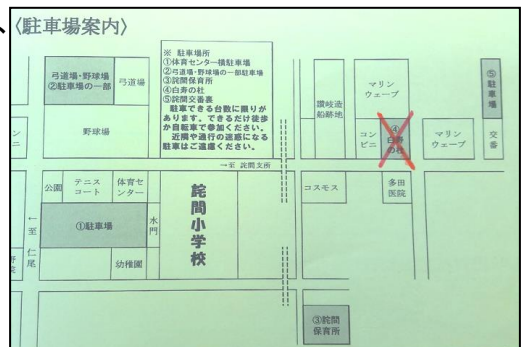 〈駐車場案内〉
弓道場・野球場
②駐車場の一部
弓道場
野球場
※ 駐車場所
①体育センター横駐車場
②弓道場・野球場の一部駐車場
③詫間保育所
④白寿の杜
⑤詫間交番裏
駐車できる台数に限りが
あります。できるだけ徒歩
か自転車で参加ください。
近隣や通行の迷惑になる
駐車はご遠慮ください。
讃岐造
船跡地
マリン
ウェーブ
コン
ビニ
④
白寿
の杜
マリン
ウェーブ
⑤
駐
車
場
交
番
→至 詫間支所
公園
テニス
コート
体育セ
ンター
①駐車場
水
門
幼稚園
詫
間
小
学
校
コスモス
多田
医院
←
至
仁
尾
③詫間
保育所